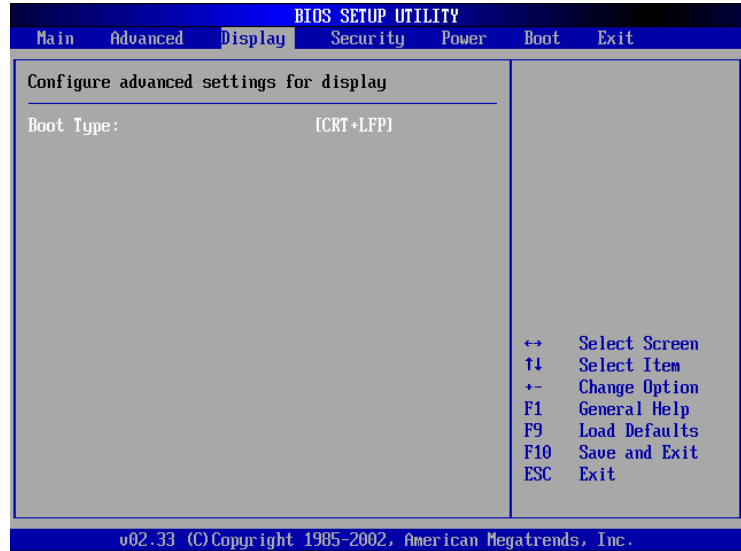 BIOS SETUP UTILITY
Main Advanced Display Security Power Boot Exit
Configure advanced settings for display
Boot Type: [CRT+LFP]
←→ Select Screen
↑↓ Select Item
+- Change Option
F1 General Help
F9 Load Defaults
F10 Save and Exit
ESC Exit
v02.33 (C)Copyright 1985-2002, American Megatrends, Inc.